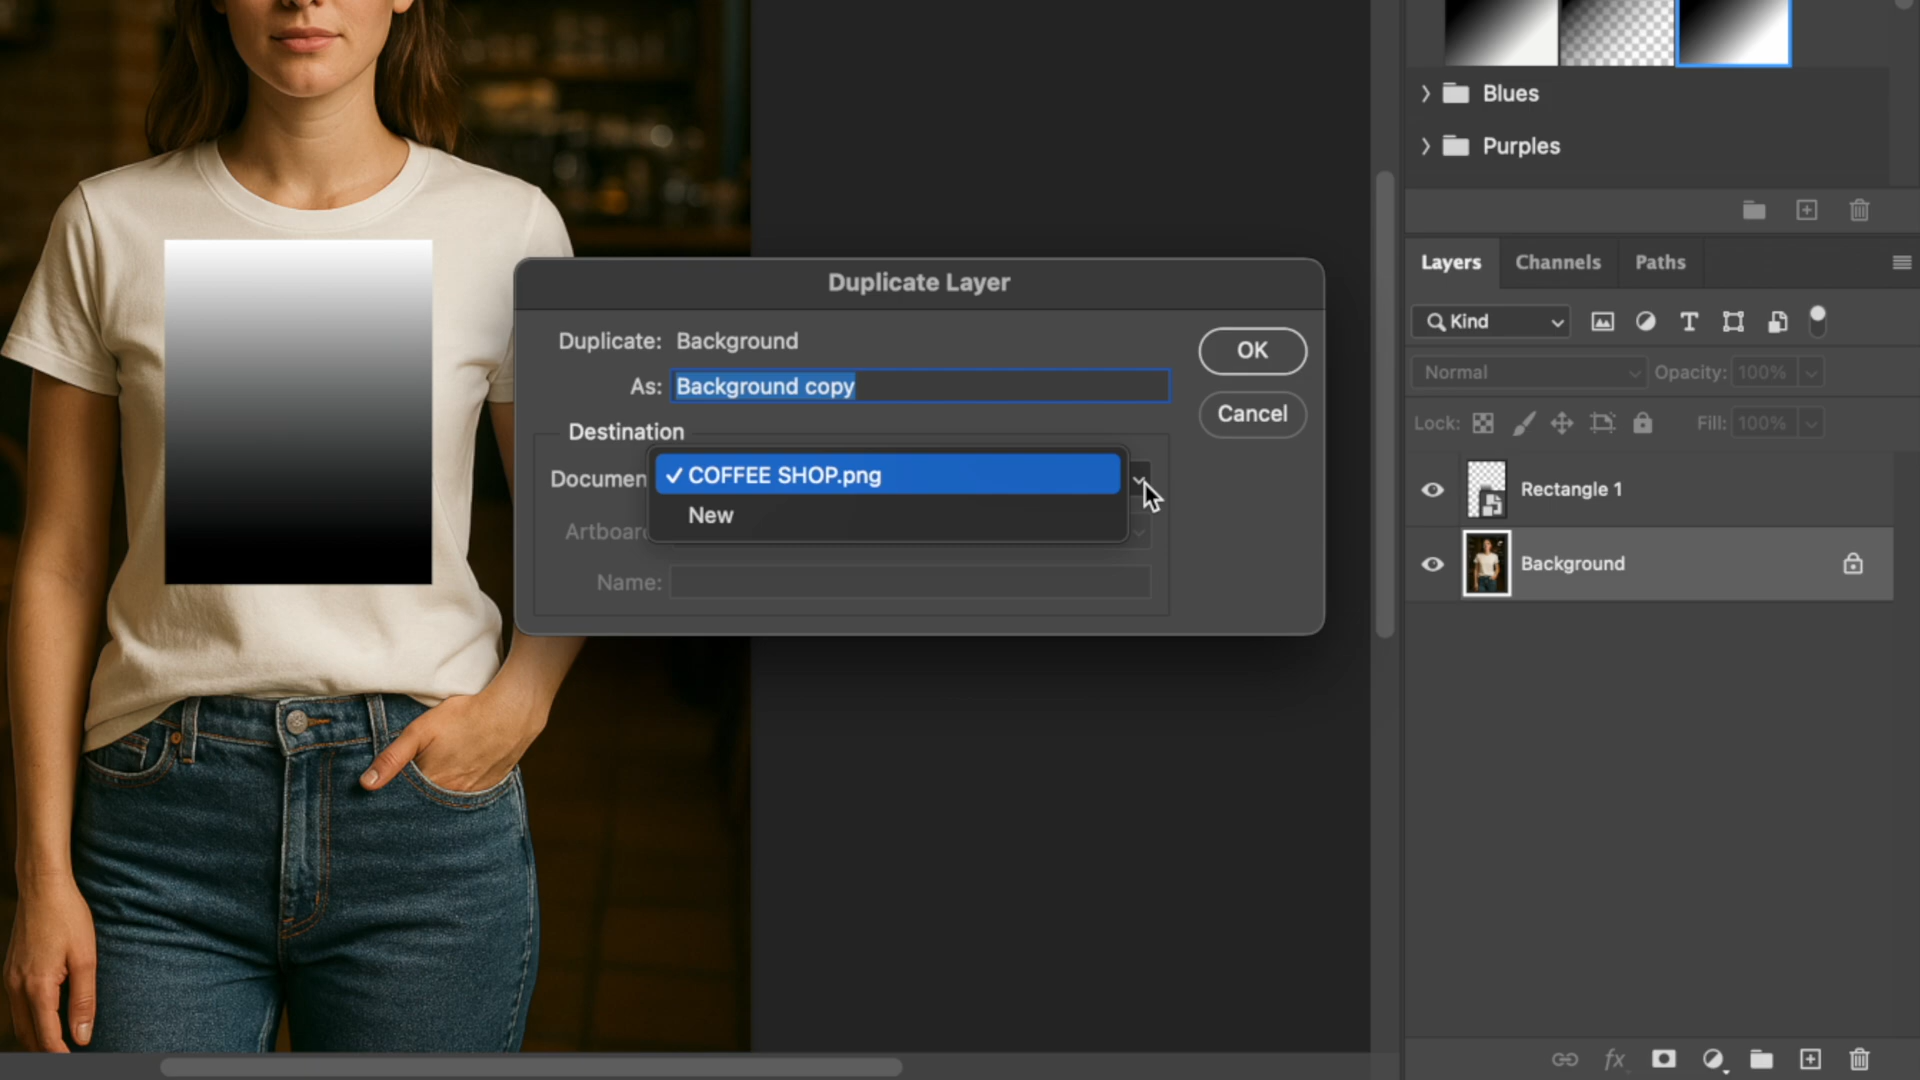 Blues
Purples
Layers Channels Paths
Kind
Normal Opacity: 100%
Lock: Fill: 100%
Rectangle 1
Background
Duplicate Layer
Duplicate: Background
As: Background copy
OK
Cancel
Destination
Documen
✓ COFFEE SHOP.png
New
Artboar
Name:
fx